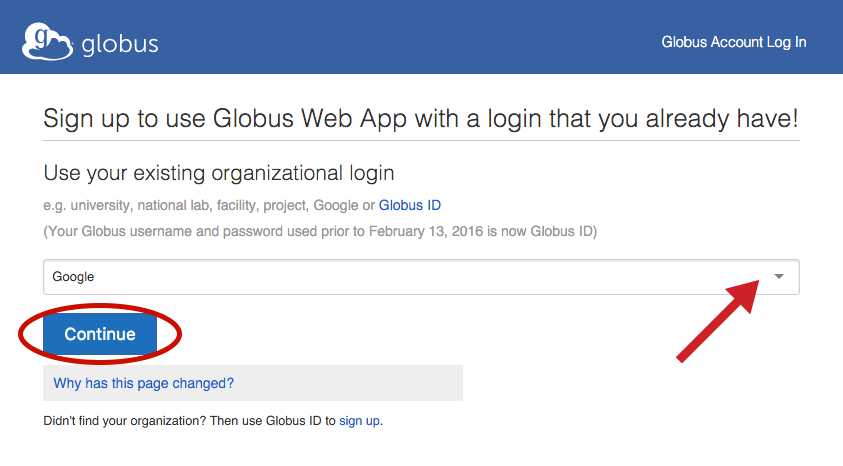 globus
Globus Account Log In
Sign up to use Globus Web App with a login that you already have!
Use your existing organizational login
e.g. university, national lab, facility, project, Google or Globus ID
(Your Globus username and password used prior to February 13, 2016 is now Globus ID)
Google
Continue
Why has this page changed?
Didn't find your organization? Then use Globus ID to sign up.